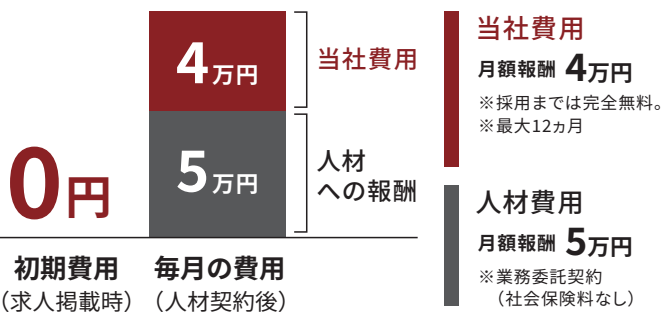 4万円
当社費用
5万円
人材
への報酬
0円
初期費用
(求人掲載時)
毎月の費用
(人材契約後)
当社費用
月額報酬 4万円
※採用までは完全無料。
※最大12ヵ月
人材費用
月額報酬 5万円
※業務委託契約
(社会保険料なし)